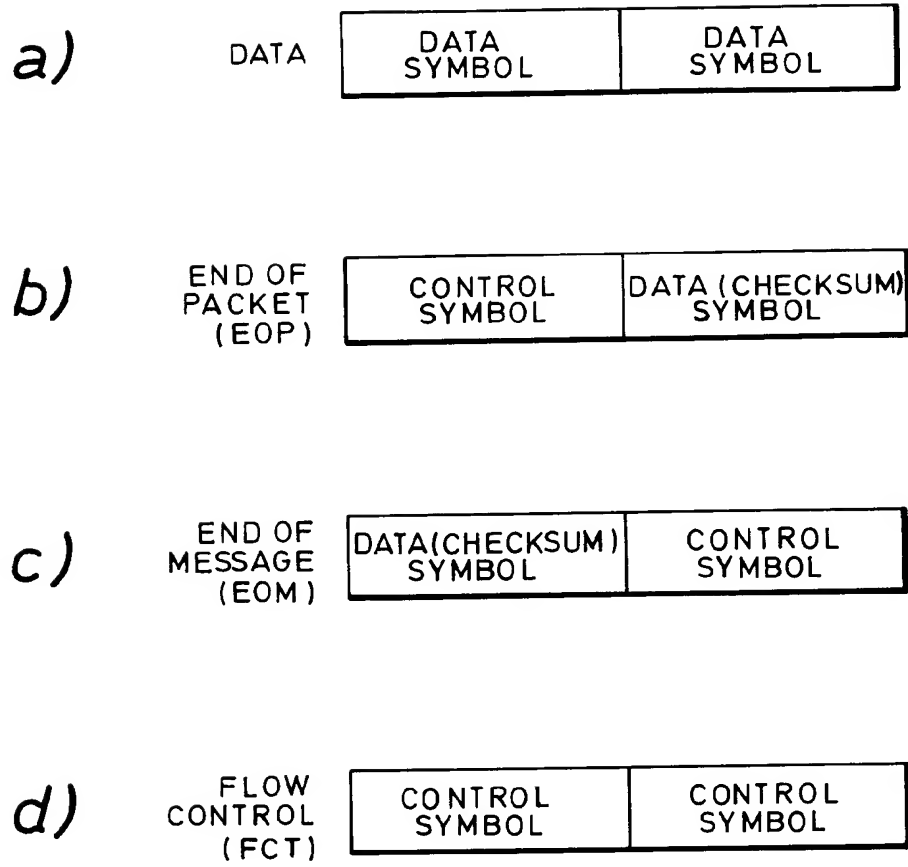 a)
DATA
DATA
SYMBOL
DATA
SYMBOL
b)
END OF
PACKET
(EOP)
CONTROL
SYMBOL
DATA (CHECKSUM)
SYMBOL
c)
END OF
MESSAGE
(EOM)
DATA(CHECKSUM)
SYMBOL
CONTROL
SYMBOL
d)
FLOW
CONTROL
(FCT)
CONTROL
SYMBOL
CONTROL
SYMBOL